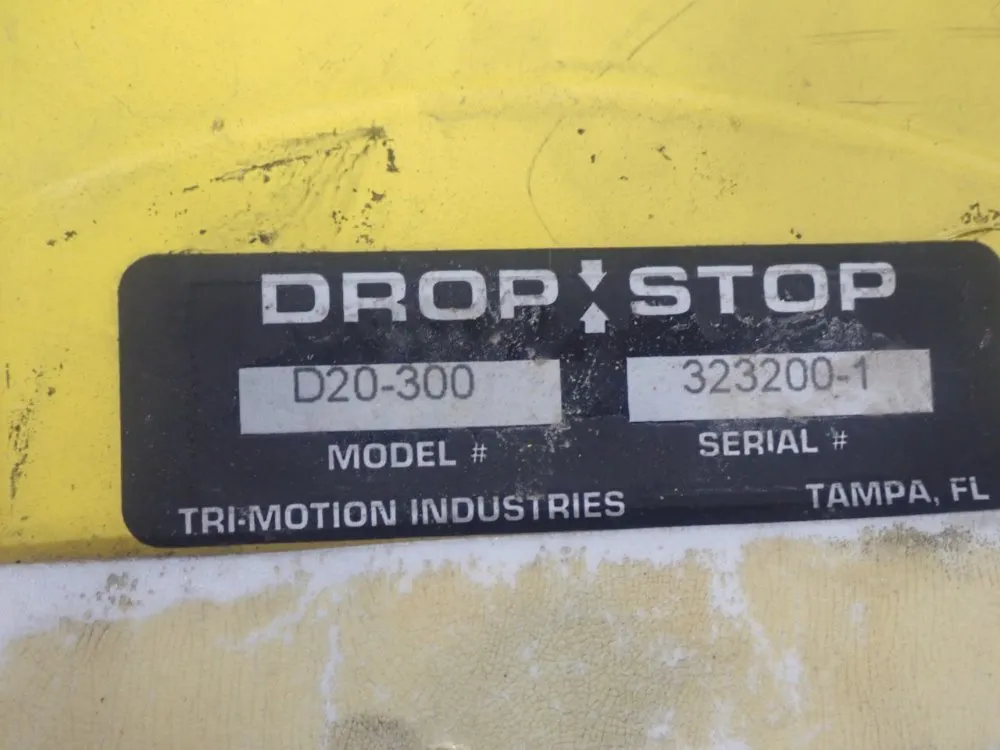 DROP STOP
D20-300 323200-1
MODEL # SERIAL #
TRI-MOTION INDUSTRIES TAMPA, FL